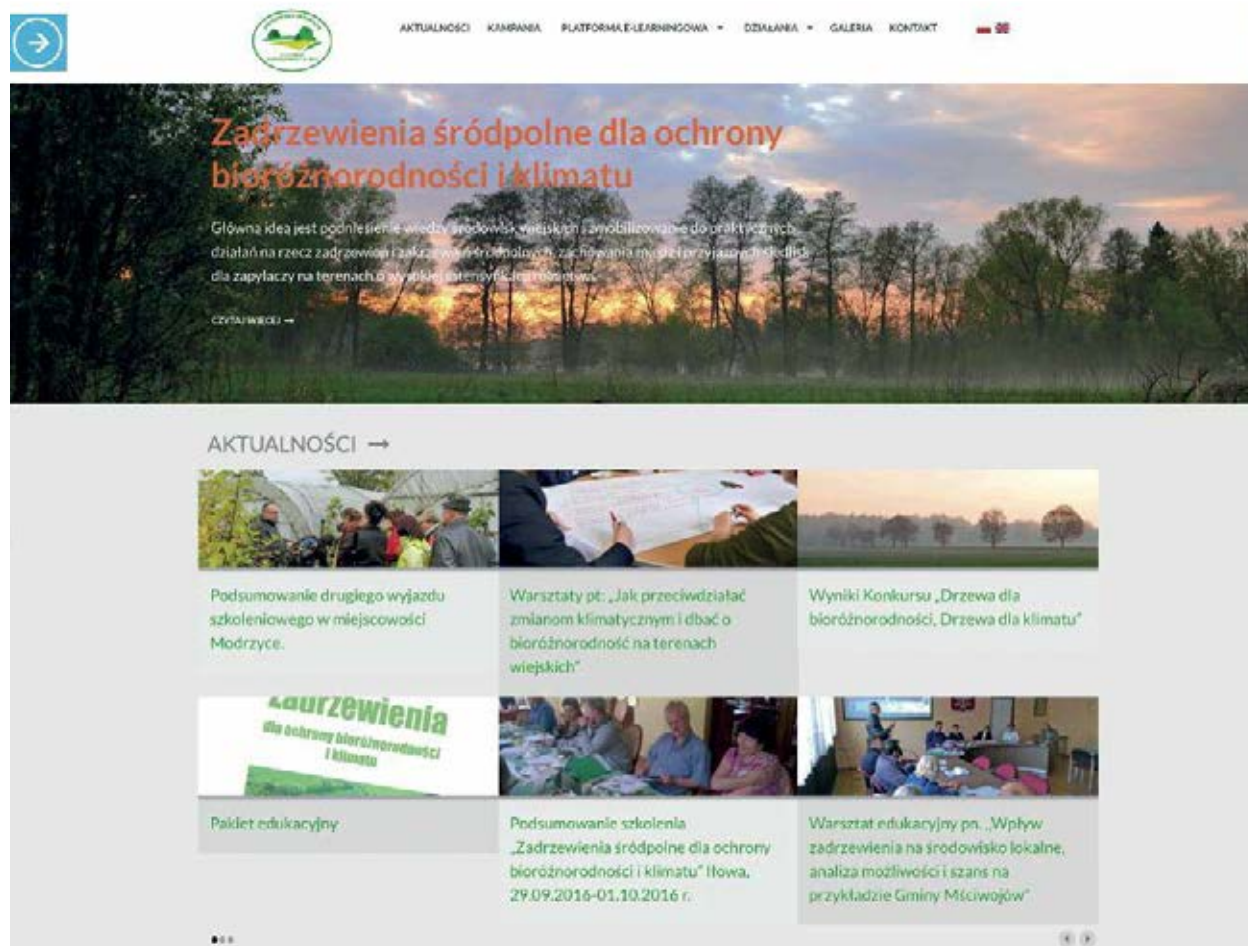 AKTUALNOŚCI KAMPANIA PLATFORMA E-LEARNINGOWA DZIAŁANIA GALERIA KONTAKT
Zadrzewienia śródpolne dla ochrony
bioróżnorodności i klimatu
Główna idea jest podniesienie wiedzy środowisk wiejskich i zmobilizowanie do praktycznych
działań na rzecz zadrzewień i zakrzewień śródpolnych, zachowania miedz i przyjaznych siedlisk
dla zapylaczy na terenach o wysokiej intensyfikacji rolnictwa.
CZYTAJ WIĘCEJ →
AKTUALNOŚCI →
Podsumowanie drugiego wyjazdu
szkoleniowego w miejscowości
Modrzyce.
Warsztaty pt: „Jak przeciwdziałać
zmianom klimatycznym i dbać o
bioróżnorodność na terenach
wiejskich”
Wyniki Konkursu „Drzewa dla
bioróżnorodności, Drzewa dla klimatu”
Zadrzewienia
dla ochrony bioróżnorodności
i klimatu
Pakiet edukacyjny
Podsumowanie szkolenia
„Zadrzewienia śródpolne dla ochrony
bioróżnorodności i klimatu” Iłowa,
29.09.2016-01.10.2016 r.
Warsztat edukacyjny pn. „Wpływ
zadrzewienia na środowisko lokalne,
analiza możliwości i szans na
przykładzie Gminy Mściwojów”